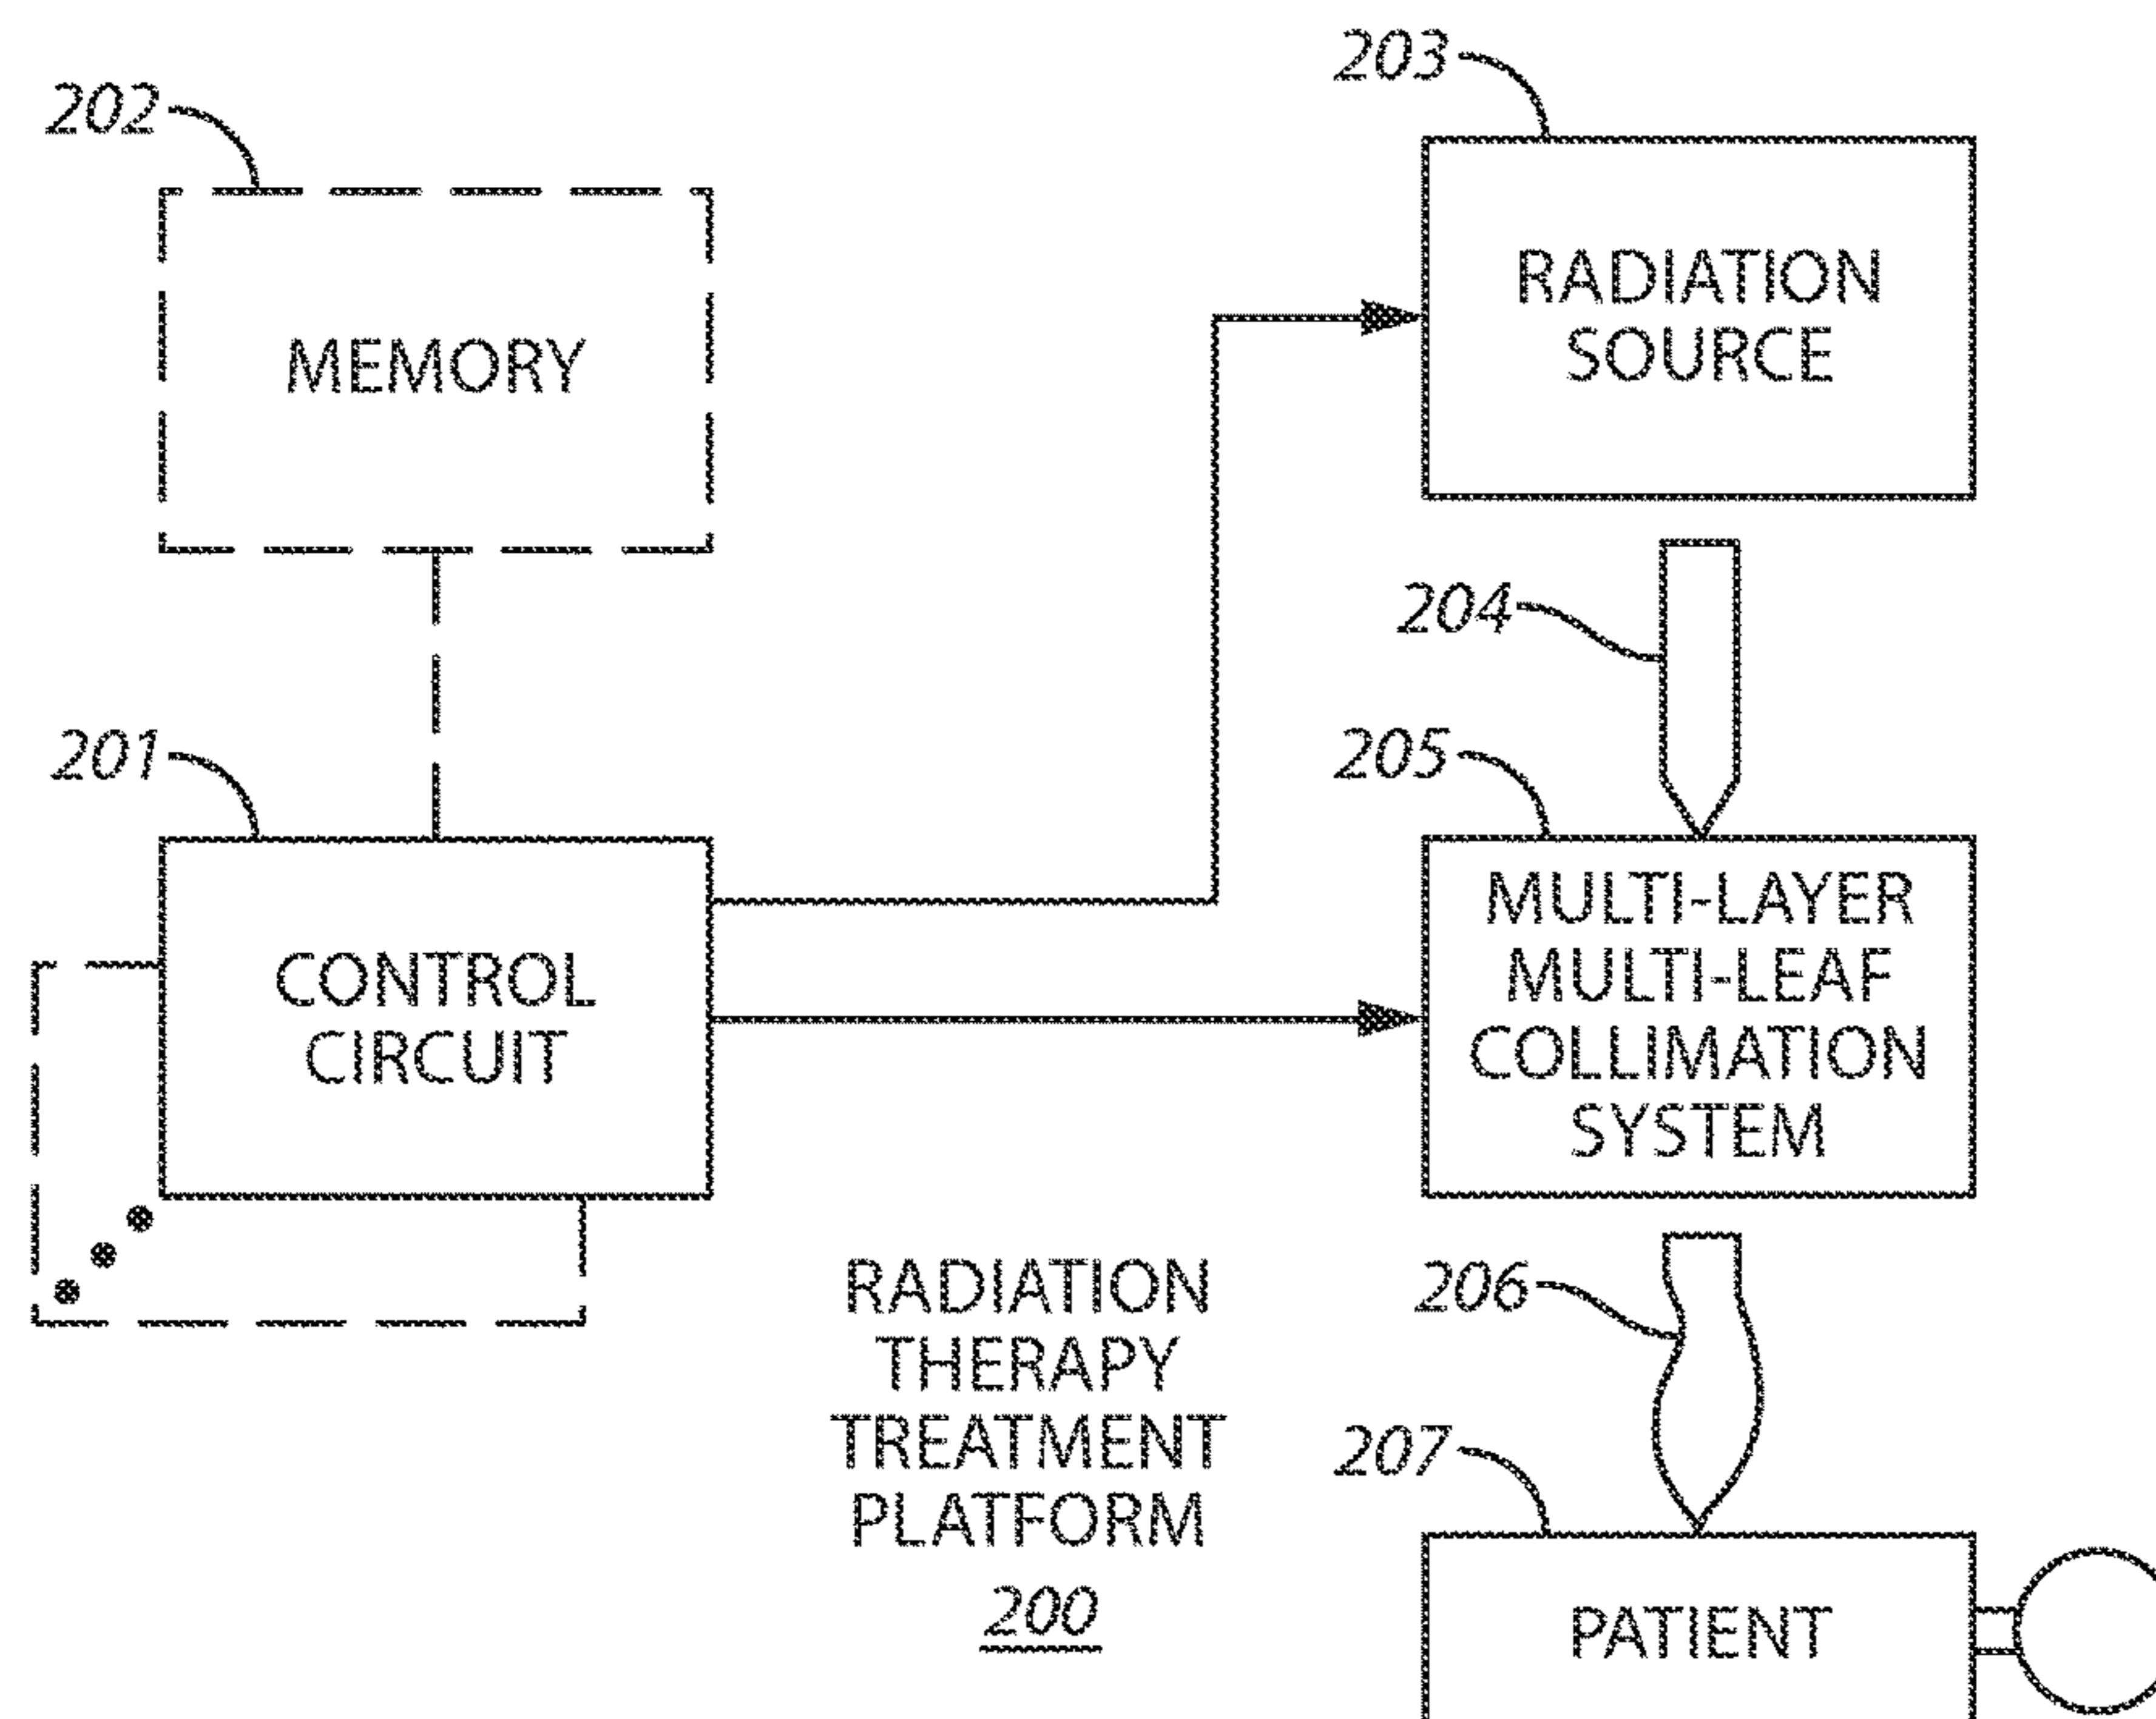 202
MEMORY
201
CONTROL
CIRCUIT
203
RADIATION
SOURCE
204
205
MULTI-LAYER
MULTI-LEAF
COLLIMATION
SYSTEM
206
207
PATIENT
RADIATION
THERAPY
TREATMENT
PLATFORM
200